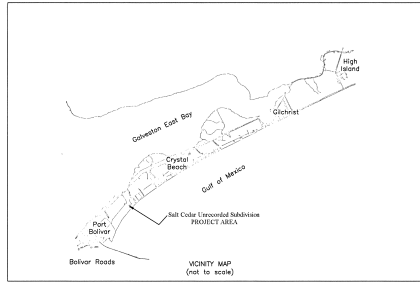 High
Island
Gilchrist
Galveston East Bay
Crystal
Beach
Gulf of Mexico
Salt Cedar Unrecorded Subdivision
PROJECT AREA
Port
Bolivar
Bolivar Roads
VICINITY MAP
(not to scale)